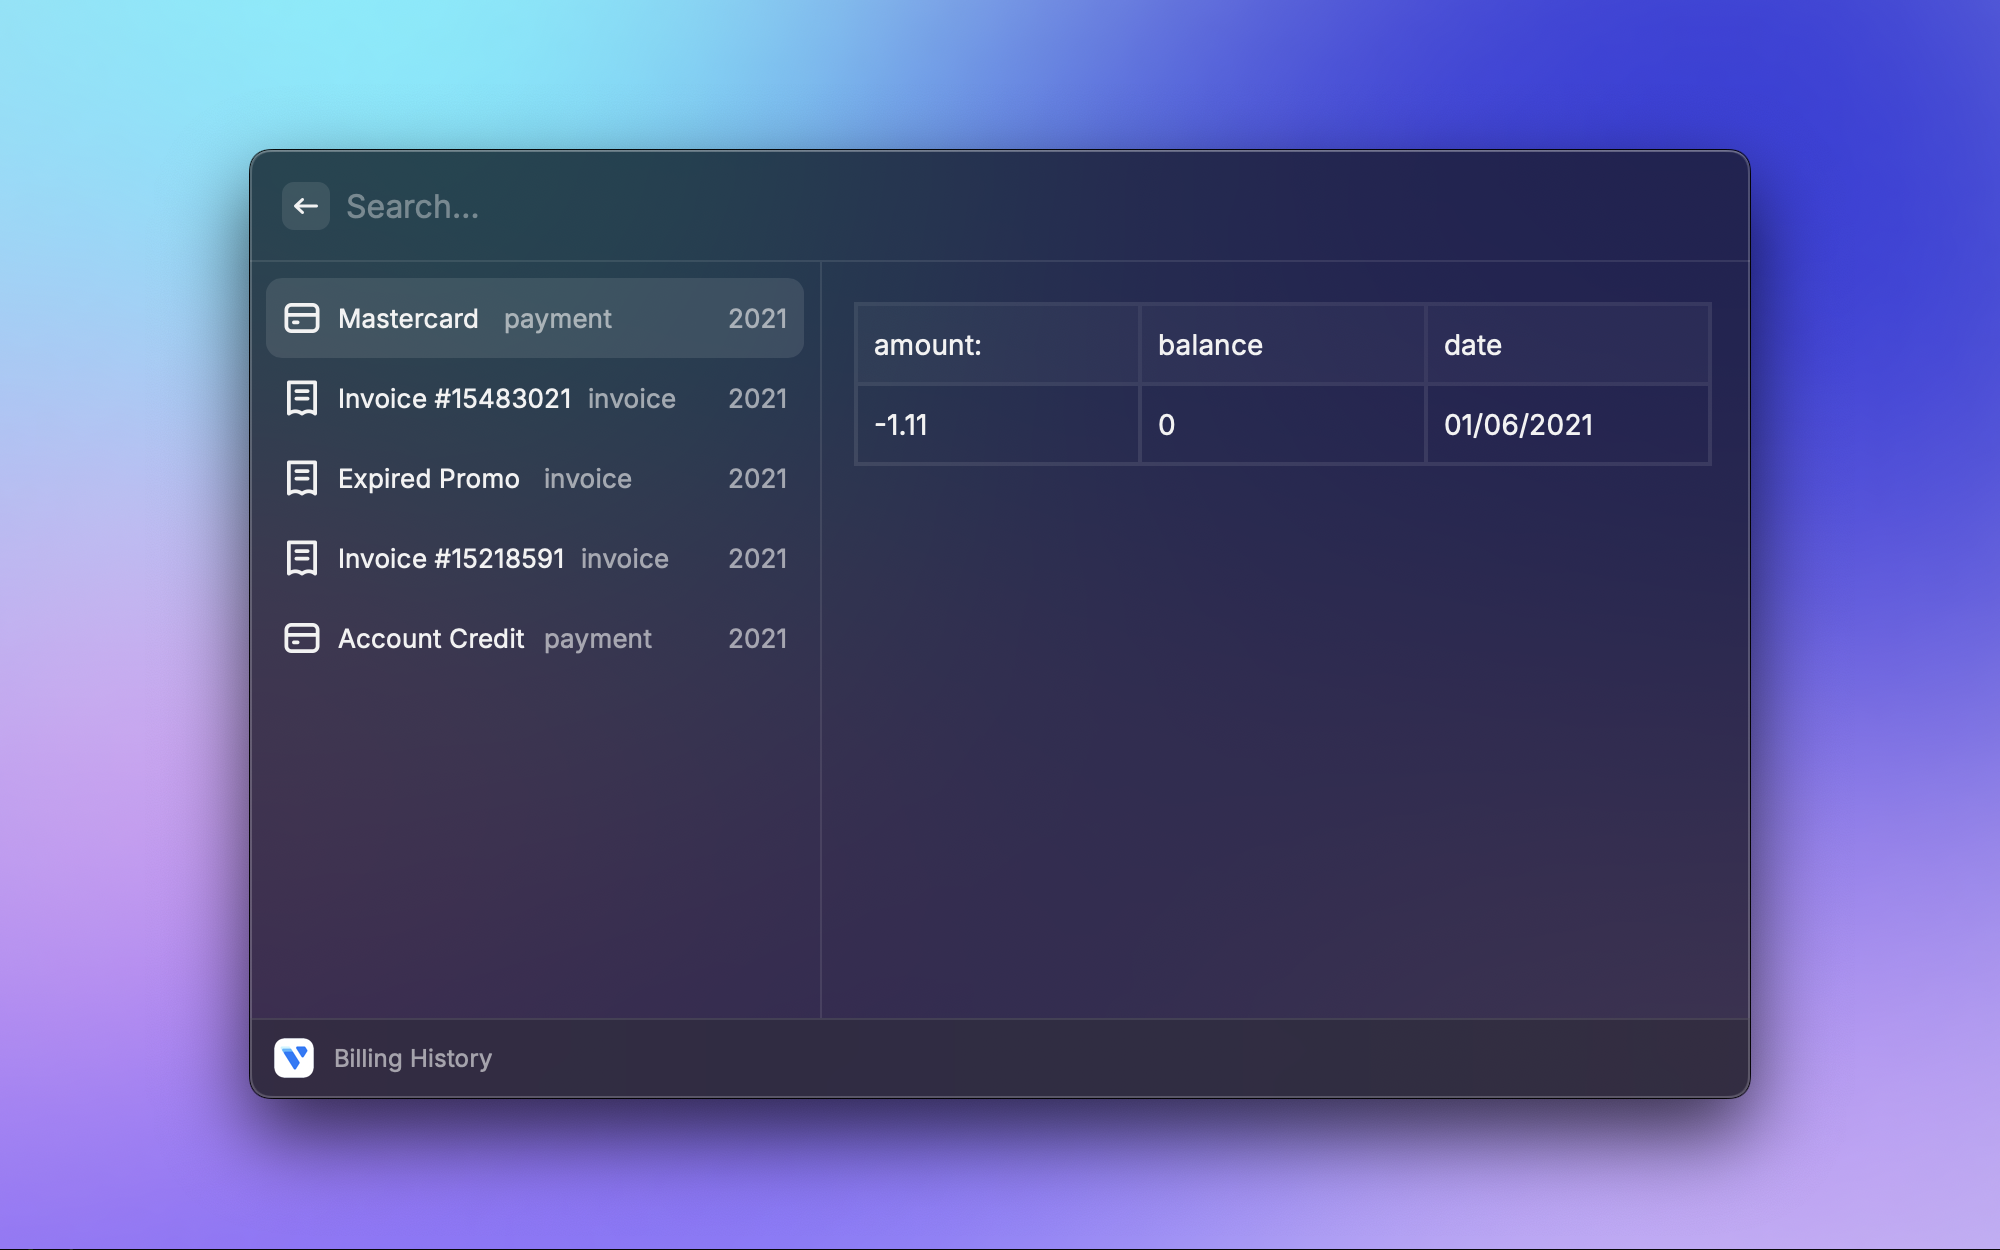 Search...
Mastercard payment 2021
Invoice #15483021 invoice 2021
Expired Promo invoice 2021
Invoice #15218591 invoice 2021
Account Credit payment 2021
amount: balance date
-1.11 0 01/06/2021
Billing History